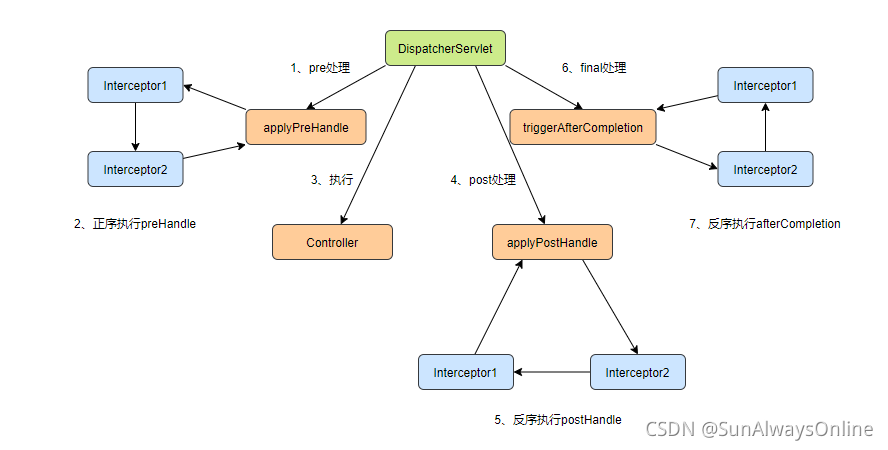 DispatcherServlet
1、pre处理
6、final处理
Interceptor1
applyPreHandle
Interceptor2
2、正序执行preHandle
3、执行
Controller
4、post处理
applyPostHandle
Interceptor1
Interceptor2
5、反序执行postHandle
triggerAfterCompletion
Interceptor1
Interceptor2
7、反序执行afterCompletion
CSDN @SunAlwaysOnline